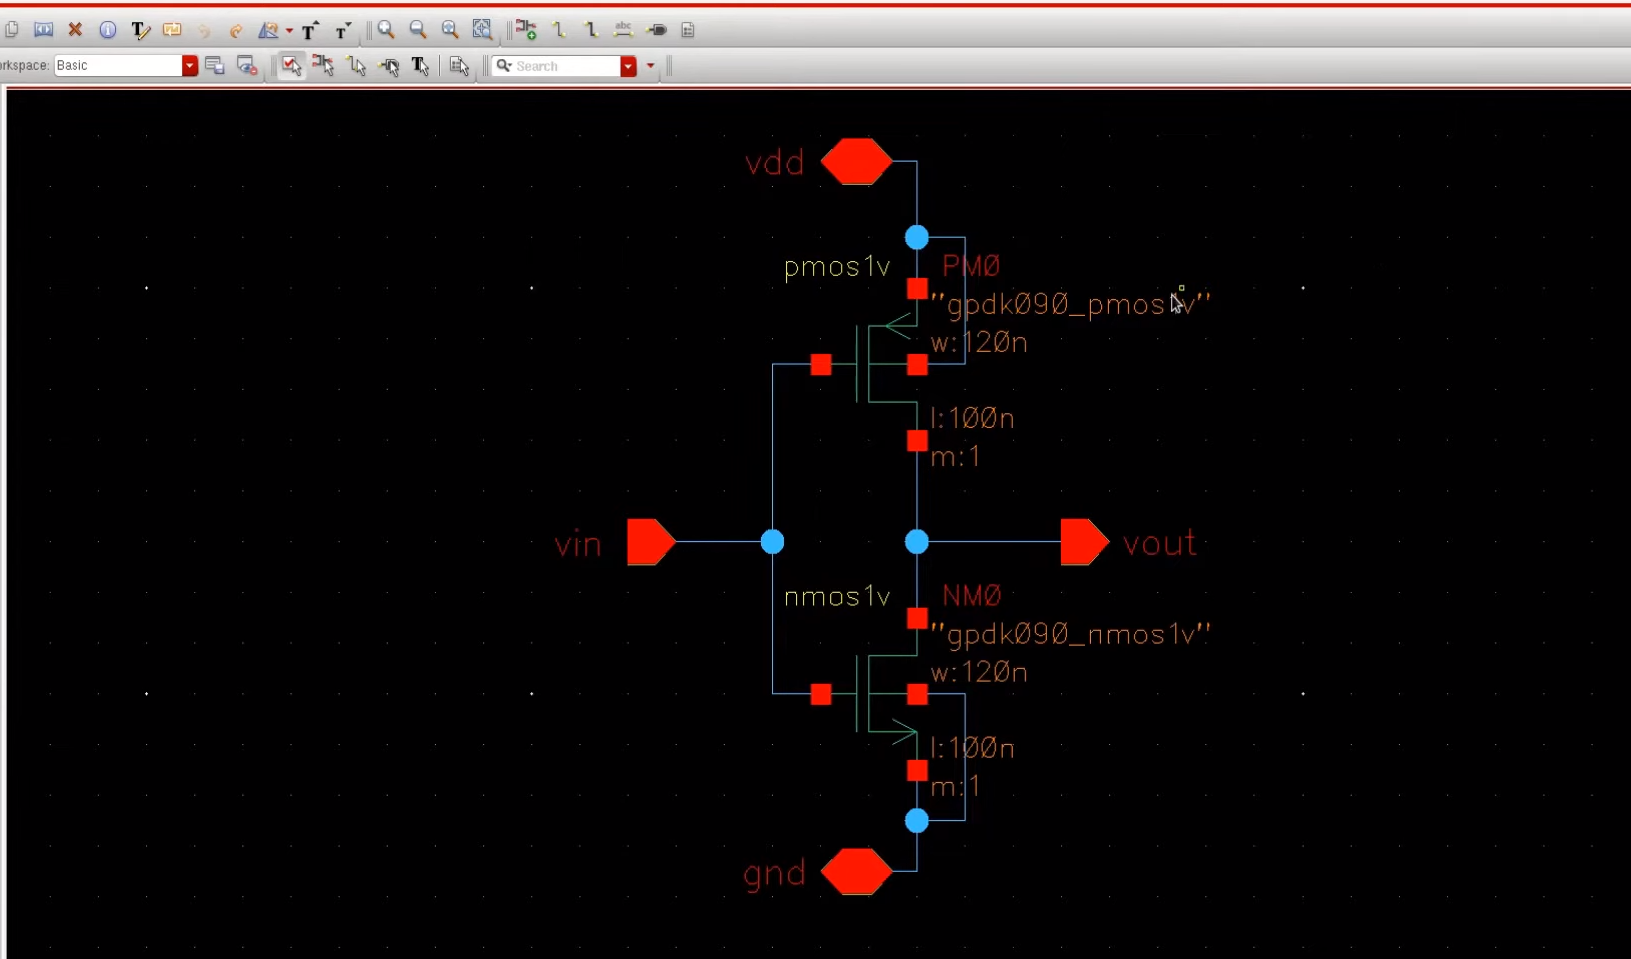 rkspace: Basic
Search
vdd
pmos1v PMØ
"gpdkØ9Ø_pmos1v"
w:12Øn
l:1ØØn
m:1
vin
vout
nmos1v NMØ
"gpdkØ9Ø_nmos1v"
w:12Øn
l:1ØØn
m:1
gnd